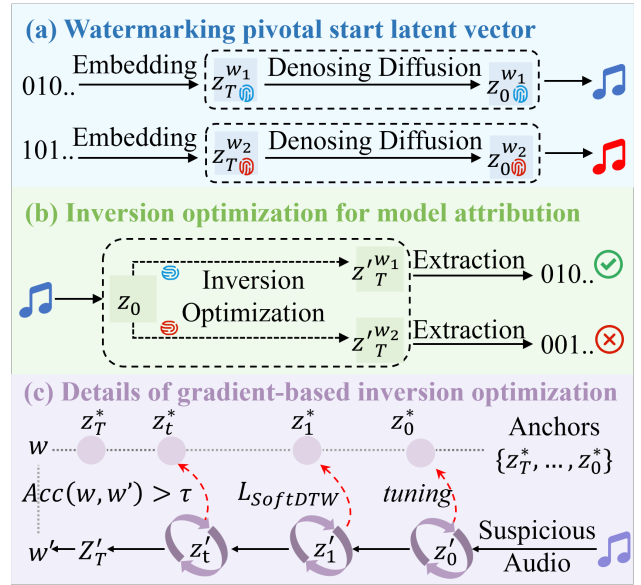 (a) Watermarking pivotal start latent vector
010.. Embedding z_T^{w_1} Denosing Diffusion z_0^{w_1}
101.. Embedding z_T^{w_2} Denosing Diffusion z_0^{w_2}
(b) Inversion optimization for model attribution
z_0 Inversion Optimization z'_T^{w_1} Extraction 010..
z'_T^{w_2} Extraction 001..
(c) Details of gradient-based inversion optimization
z_T^* z_t^* z_1^* z_0^* Anchors
w {z_T^*, …, z_0^*}
Acc(w, w') > τ L_{SoftDTW} tuning
w' Z'_T z'_t z'_1 z'_0 Suspicious Audio